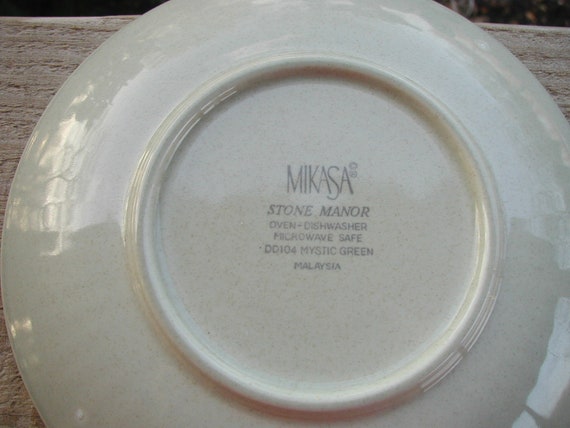 MIKASA ©®
STONE MANOR
OVEN-DISHWASHER
MICROWAVE SAFE
DD104 MYSTIC GREEN
MALAYSIA